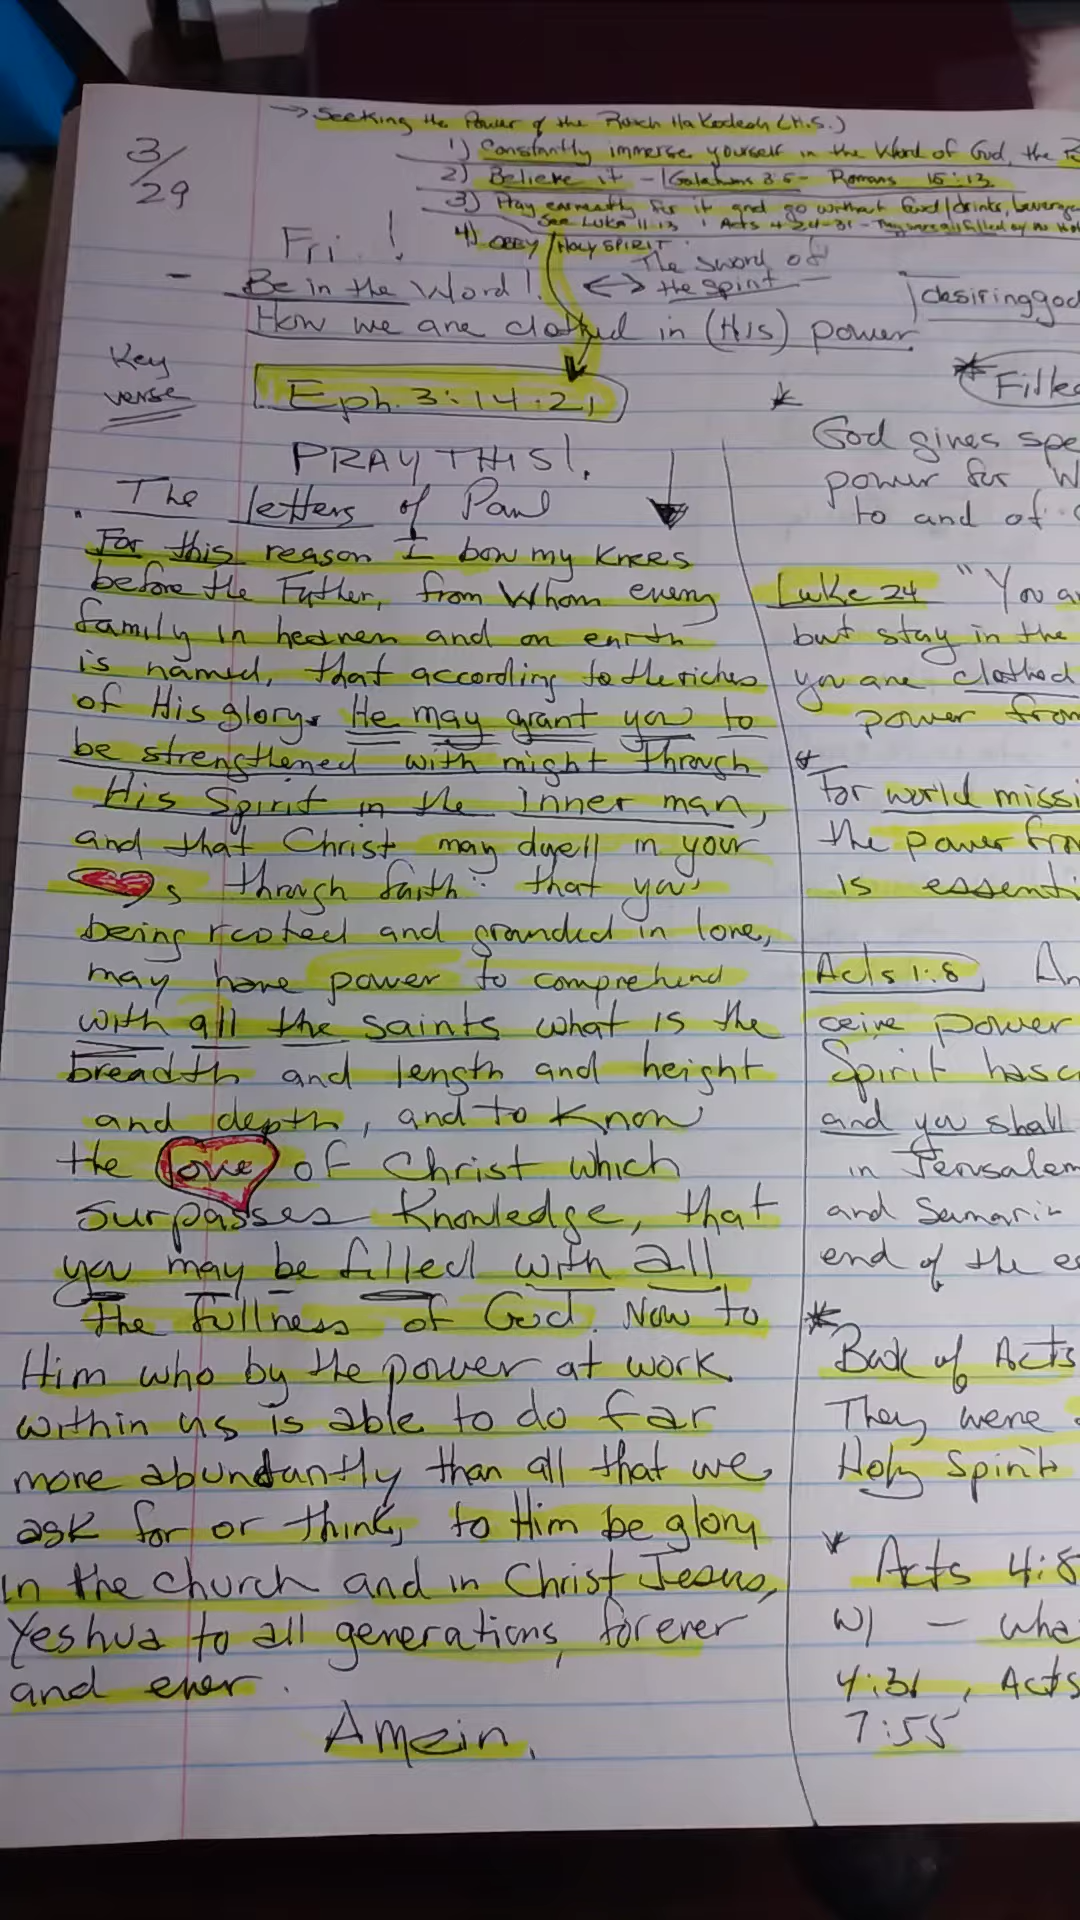 → Seeking the Power of the Ruach Ha Kodesh (H.S.)
1) Constantly immerse yourself in the Word of God, the
2) Believe it - Galatians 3:5 - Romans 15:13
3) Pray earnestly for it and go without food/drinks, beverage
See Luke 11:13 Acts 4:24-31 - They were all filled by the Hol
4) OBEY / Holy SPIRIT.
3/29
Fri. !
The sword of
the spirit
- Be in the Word!. <->
desiringgod
How we are clothed in (His) power.
Key
verse
Eph. 3:14-21
PRAY THIS!.
The letters of Paul
"For this reason I bow my knees
before the Father, from Whom every
family in heaven and on earth
is named, that according to the riches
of His glory. He may grant you to
be strengthened with might through
His Spirit in the inner man,
and that Christ may dwell in your
❤s through faith: that you
being rooted and grounded in love,
may have power to comprehend
with all the saints what is the
breadth and length and height
and depth, and to know
the love of Christ which
surpasses knowledge, that
you may be filled with all
the fullness of God. Now to
Him who by the power at work
within us is able to do far
more abundantly than all that we
ask for or think, to Him be glory
in the church and in Christ Jesus,
Yeshua to all generations, forever
and ever.
Amein.
* Fille
* God gives spe
power for W
to and of
Luke 24 "You ar
but stay in the
you are clothed
power from
* For world missi
the power fro
is essenti
Acts 1:8 An
ceive power
Spirit has c
and you shall
in Jerusalem
and Samari
end of the ea
* Book of Acts
They were
Holy Spirit
* Acts 4:8
w/ - wha
4:31, Acts
7:55